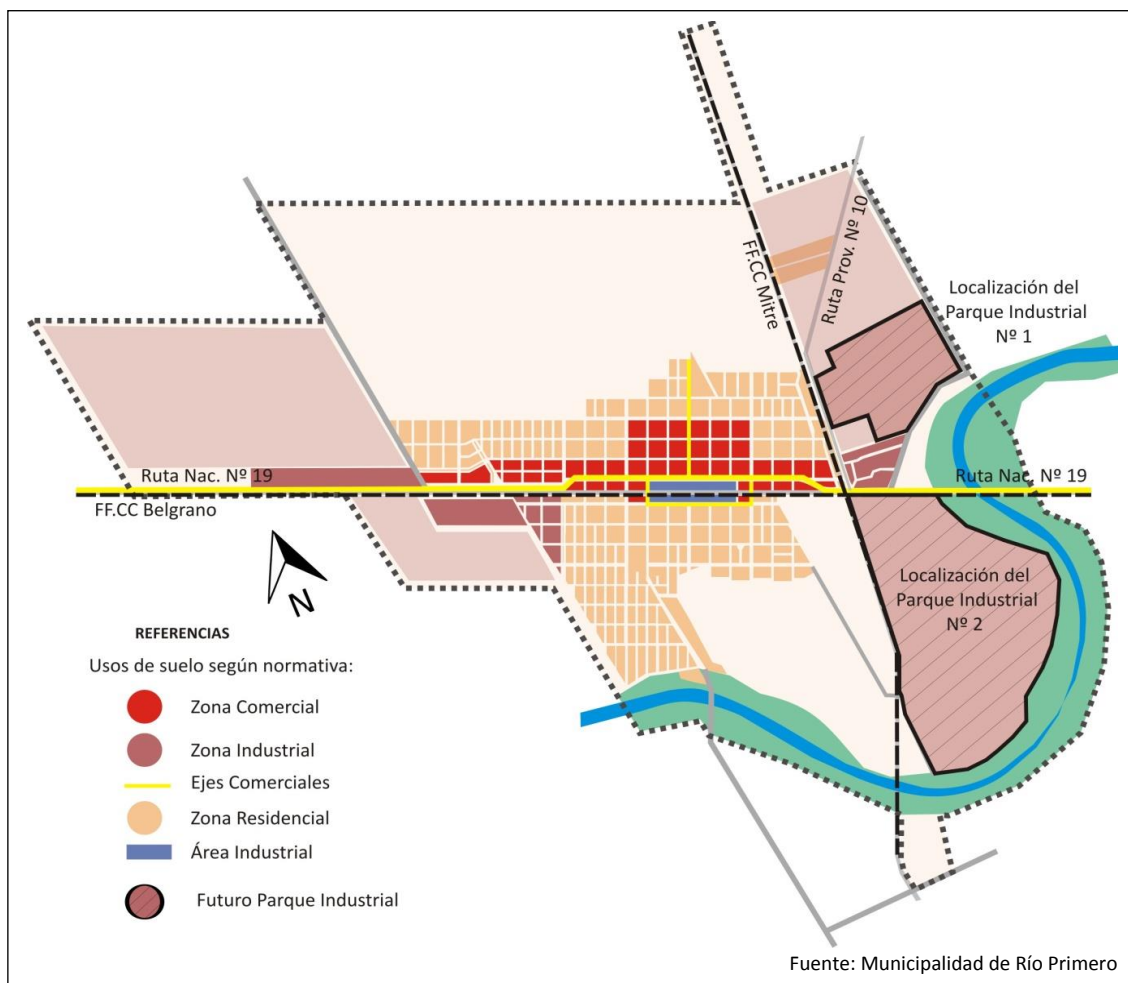 FF.CC Mitre
Ruta Prov. Nº 10
Localización del
Parque Industrial
Nº 1
Ruta Nac. Nº 19
Ruta Nac. Nº 19
FF.CC Belgrano
Localización del
Parque Industrial
Nº 2
N
REFERENCIAS
Usos de suelo según normativa:
Zona Comercial
Zona Industrial
Ejes Comerciales
Zona Residencial
Área Industrial
Futuro Parque Industrial
Fuente: Municipalidad de Río Primero